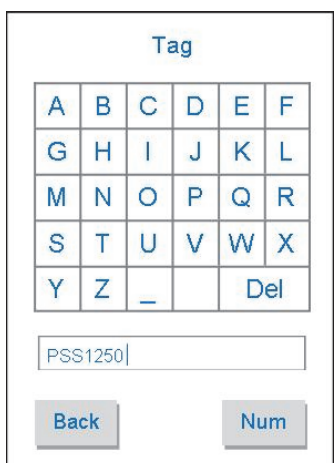 Tag
A B C D E F
G H I J K L
M N O P Q R
S T U V W X
Y Z _ Del
PSS1250
Back Num